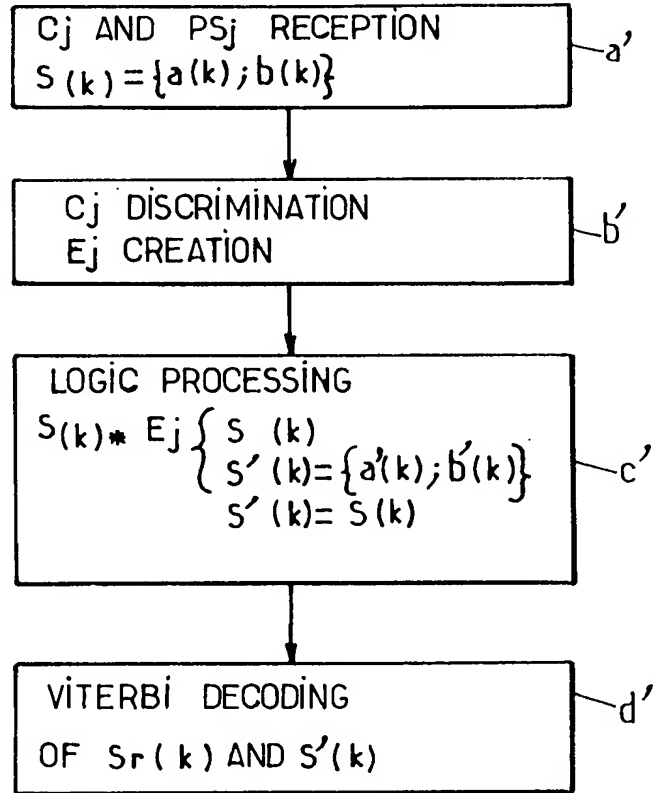 Cj AND PSj RECEPTION
S(k)={a(k);b(k)}
a'
Cj DISCRIMINATION
Ej CREATION
b'
LOGIC PROCESSING
S(k)* Ej { S (k)
S' (k)={a'(k);b'(k)}
S' (k)= S(k)
c'
VITERBI DECODING
OF Sr(k) AND S'(k)
d'